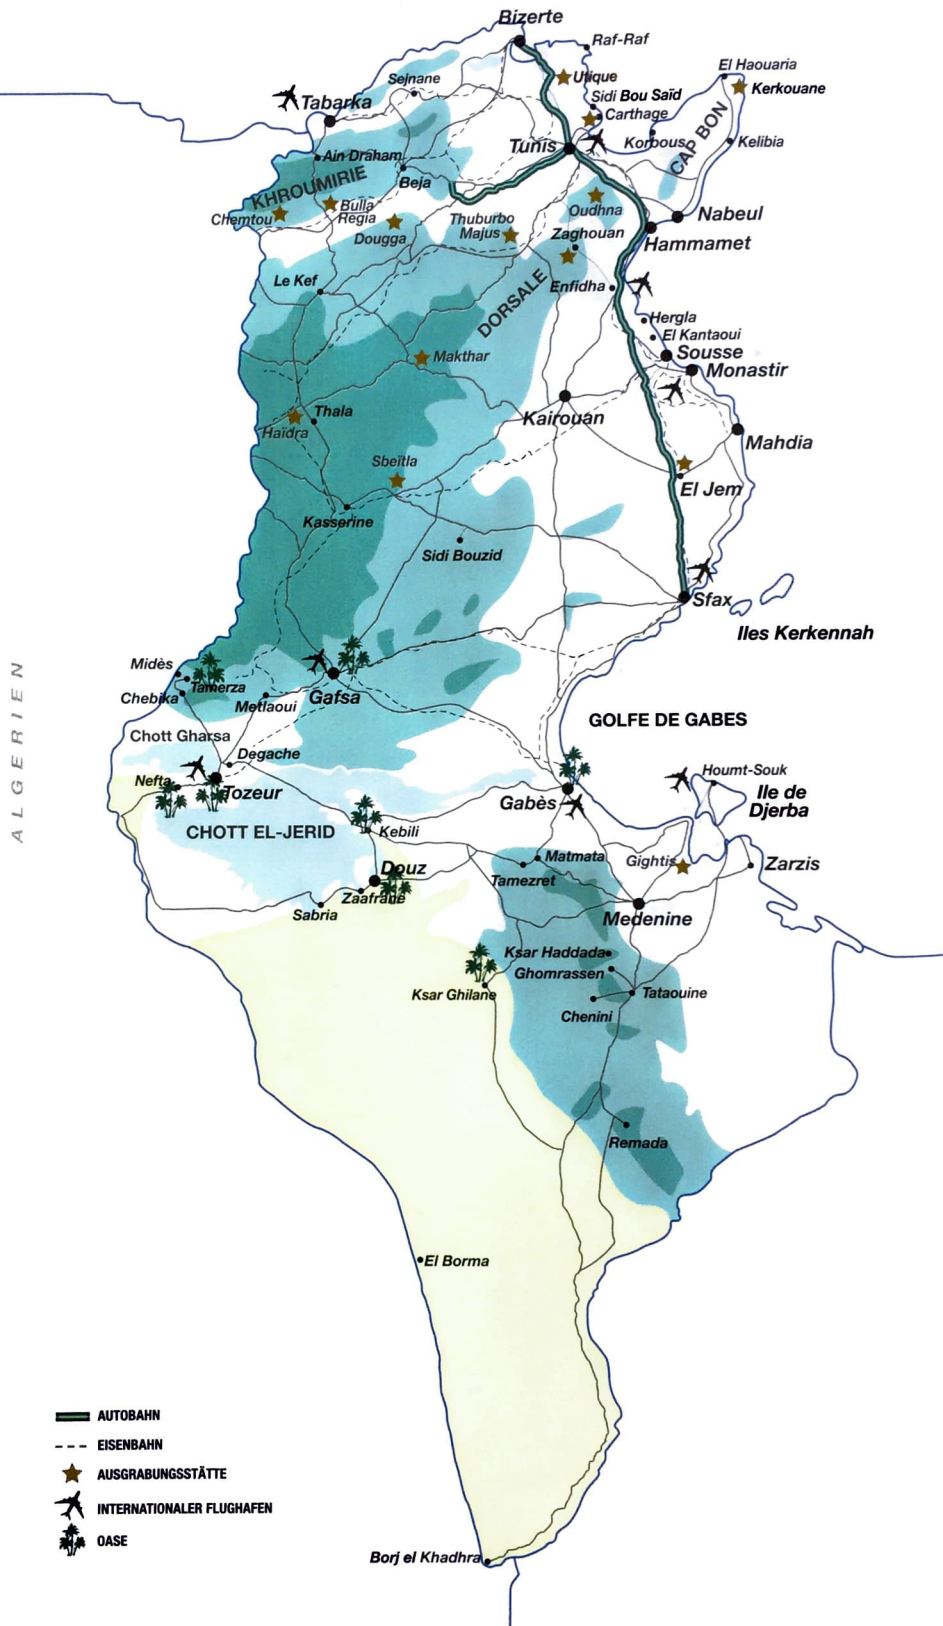 Bizerte
Raf-Raf
Utique
El Haouaria
Kerkouane
Sejnane
Sidi Bou Saïd
Tabarka
Carthage
CAP BON
Korbous
Kelibia
Tunis
Ain Draham
KHROUMIRIE
Beja
Bulla
Regia
Chemtou
Dougga
Thuburbo
Majus
Oudhna
Nabeul
Zaghouan
Hammamet
Le Kef
DORSALE
Enfidha
Hergla
El Kantaoui
Sousse
Makthar
Monastir
Thala
Haïdra
Kairouan
Mahdia
Sbeïtla
El Jem
Kasserine
Sidi Bouzid
Sfax
Iles Kerkennah
ALGERIEN
Midès
Tamerza
Chebika
Metlaoui
Gafsa
GOLFE DE GABES
Chott Gharsa
Degache
Nefta
Tozeur
Houmt-Souk
Ile de
Djerba
Gabès
CHOTT EL-JERID
Kebili
Matmata
Gightis
Zarzis
Douz
Tamezret
Zaafrane
Sabria
Medenine
Ksar Haddada
Ghomrassen
Ksar Ghilane
Tataouine
Chenini
Remada
El Borma
AUTOBAHN
EISENBAHN
AUSGRABUNGSSTÄTTE
INTERNATIONALER FLUGHAFEN
OASE
Borj el Khadhra